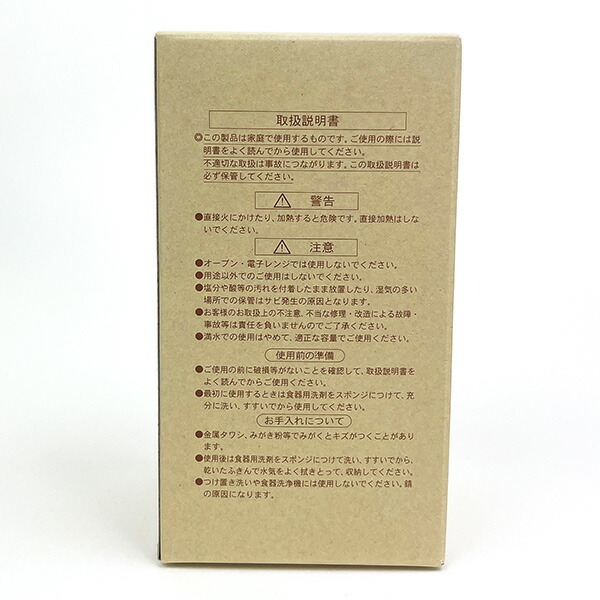 取扱説明書
◎この製品は家庭で使用するものです。ご使用の際には説
明書をよく読んでから使用してください。
不適切な取扱は事故につながります。この取扱説明書は
必ず保管してください。
警告
●直接火にかけたり、加熱すると危険です。直接加熱はしな
いでください。
注意
●オーブン・電子レンジでは使用しないでください。
●用途以外でのご使用はしないでください。
●塩分や酸等の汚れを付着したまま放置したり、湿気の多い
場所での保管はサビ発生の原因となります。
●お客様のお取扱上の不注意、不当な修理・改造による故障・
事故等は責任を負いませんのでご了承ください。
●満水での使用はやめて、適正な容量でご使用ください。
使用前の準備
●ご使用の前に破損等がないことを確認して、取扱説明書を
よく読んでからご使用ください。
●最初に使用するときは食器用洗剤をスポンジにつけて、充
分に洗い、すすいでから使用してください。
お手入れについて
●金属タワシ、みがき粉等でみがくとキズがつくことがあり
ます。
●使用後は食器用洗剤をスポンジにつけて洗い、すすいでから、
乾いたふきんで水気をよく拭きとって、収納してください。
●つけ置き洗いや食器洗浄機には使用しないでください。錆
の原因になります。